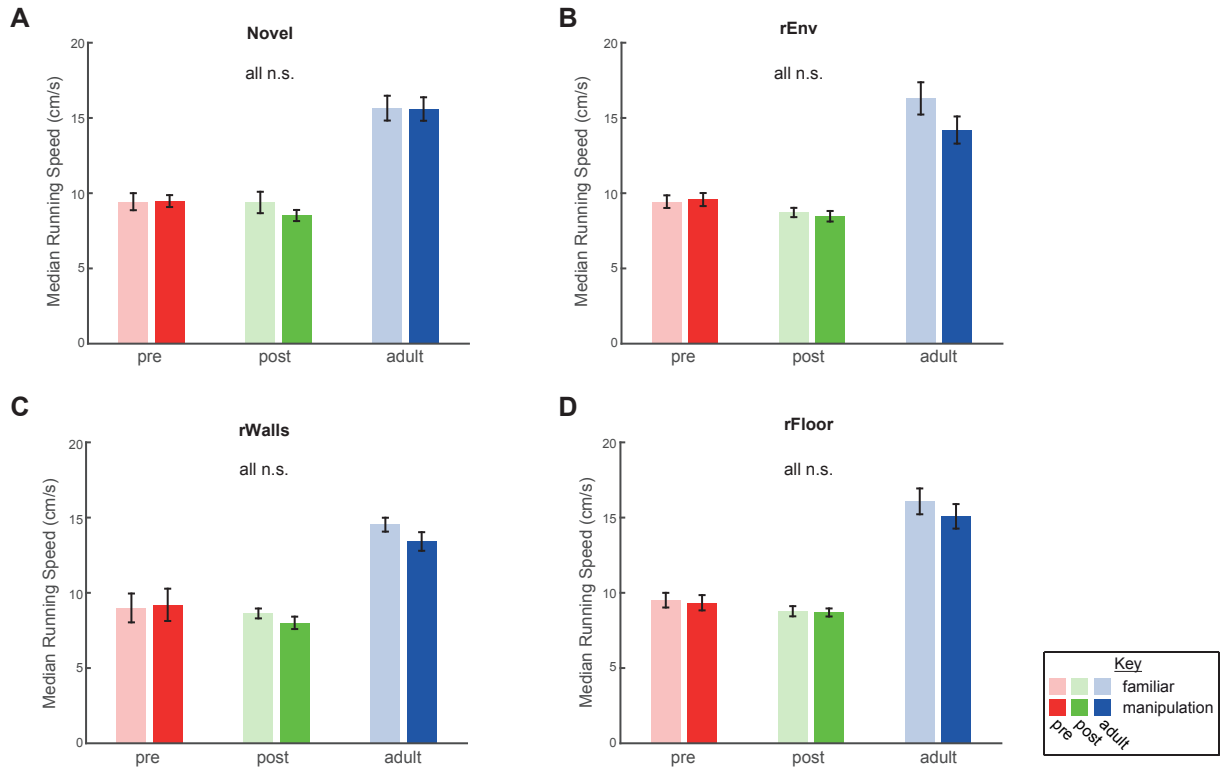 A
Novel
all n.s.
Median Running Speed (cm/s)
20
15
10
5
0
pre
post
adult
B
rEnv
all n.s.
Median Running Speed (cm/s)
20
15
10
5
0
pre
post
adult
C
rWalls
all n.s.
Median Running Speed (cm/s)
20
15
10
5
0
pre
post
adult
D
rFloor
all n.s.
Median Running Speed (cm/s)
20
15
10
5
0
pre
post
adult
Key
familiar
manipulation
pre
post
adult